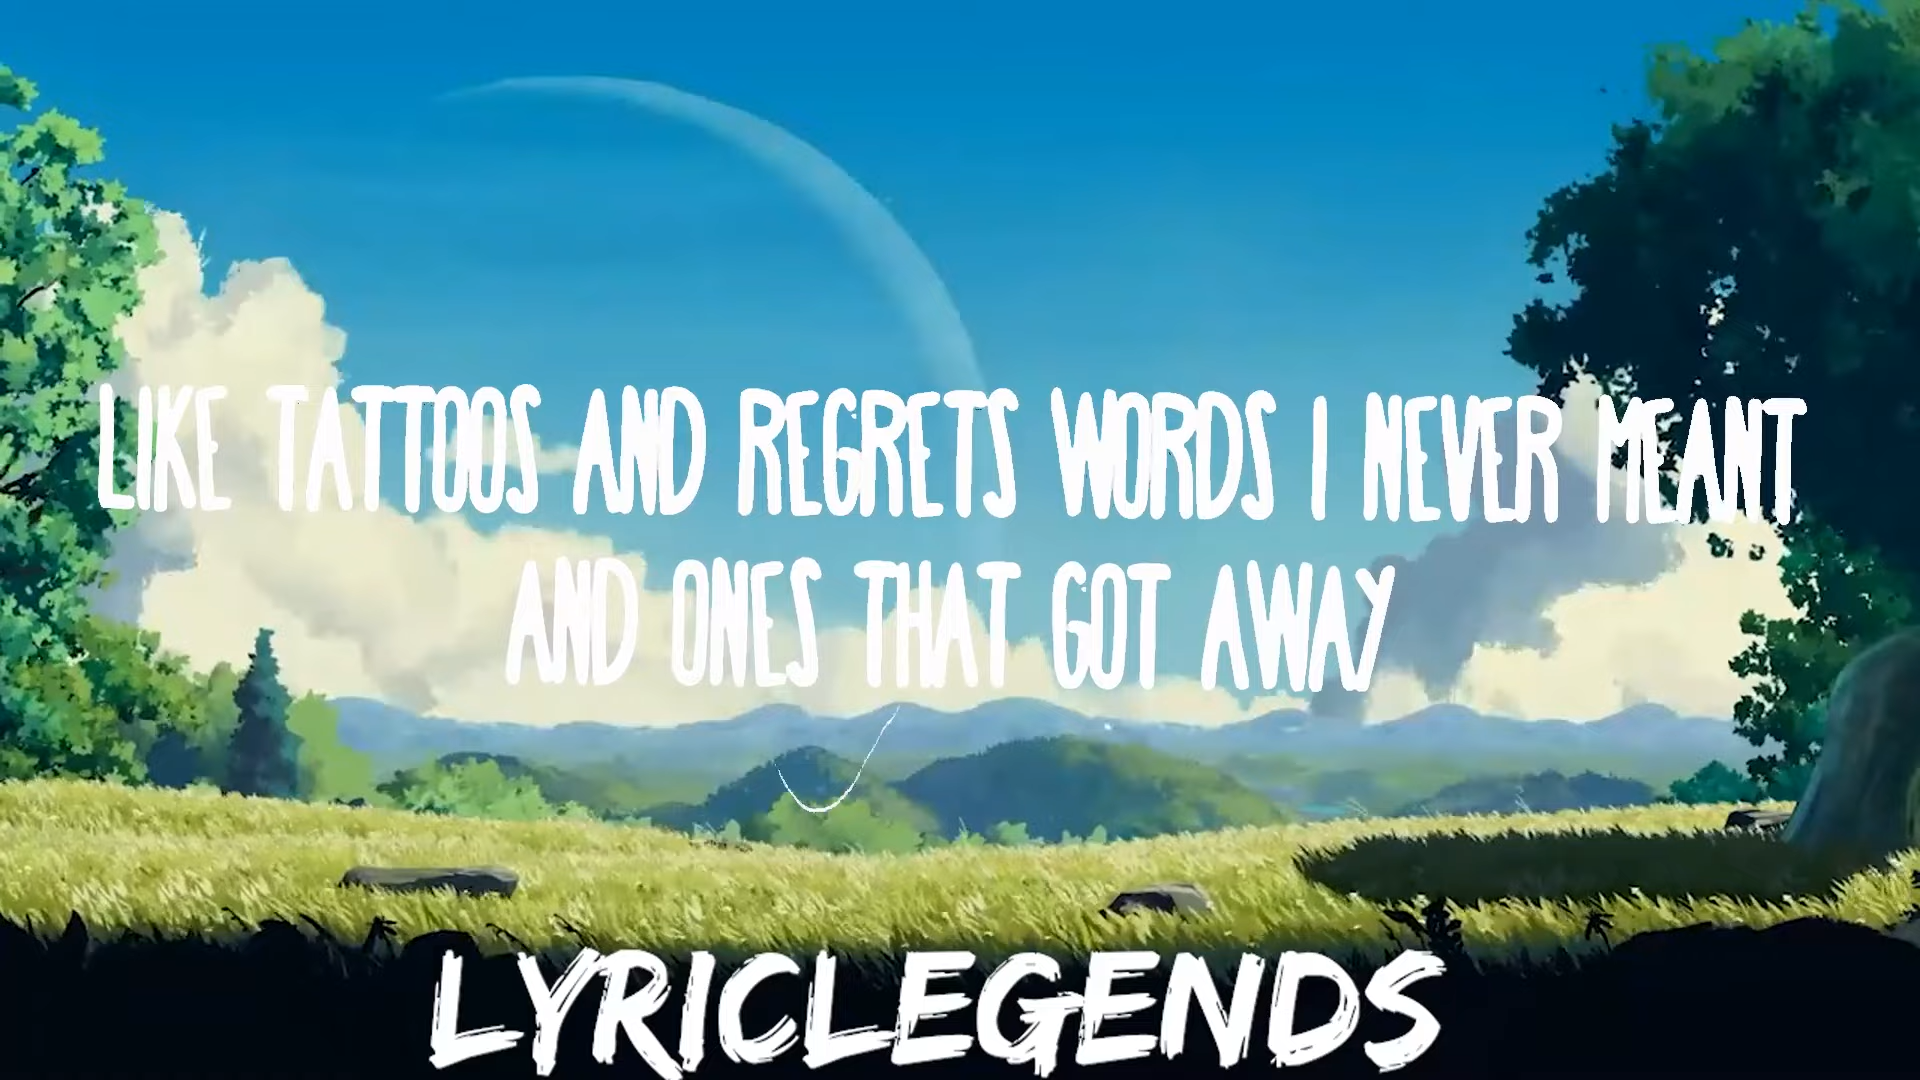 LIKE TATTOOS AND REGRETS WORDS I NEVER MEANT
AND ONES THAT GOT AWAY
LYRICLEGENDS